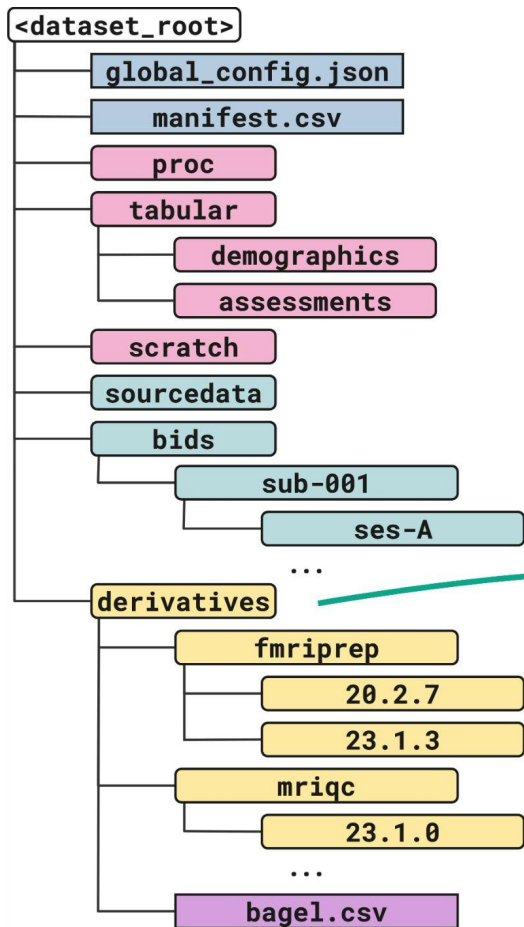 <dataset_root>
global_config.json
manifest.csv
proc
tabular
demographics
assessments
scratch
sourcedata
bids
sub-001
ses-A
...
derivatives
fmriprep
20.2.7
23.1.3
mriqc
23.1.0
...
bagel.csv